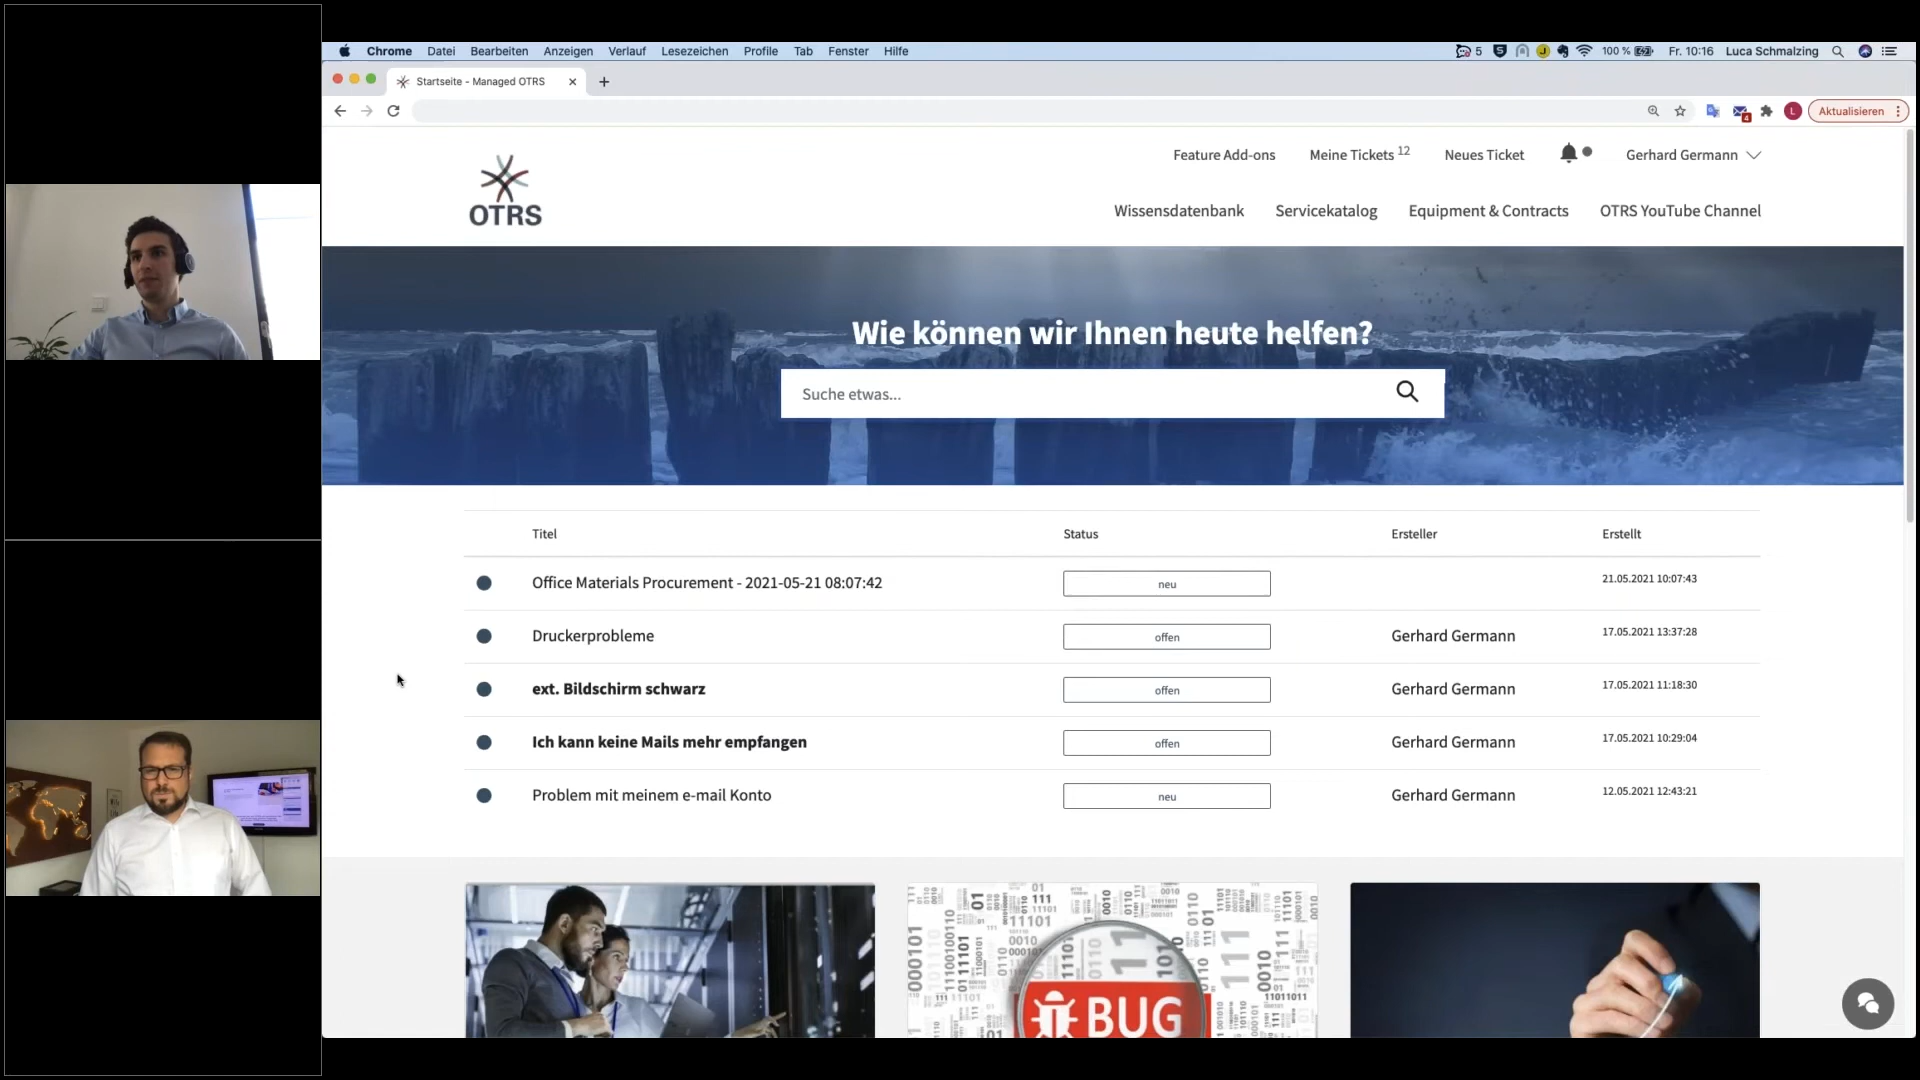 Chrome Datei Bearbeiten Anzeigen Verlauf Lesezeichen Profile Tab Fenster Hilfe
5 100 % Fr. 10:16 Luca Schmalzing
Startseite - Managed OTRS
L Aktualisieren
4
Feature Add-ons Meine Tickets 12 Neues Ticket Gerhard Germann
OTRS
Wissensdatenbank Servicekatalog Equipment & Contracts OTRS YouTube Channel
Wie können wir Ihnen heute helfen?
Suche etwas...
Titel Status Ersteller Erstellt
Office Materials Procurement - 2021-05-21 08:07:42 neu 21.05.2021 10:07:43
Druckerprobleme offen Gerhard Germann 17.05.2021 13:37:28
ext. Bildschirm schwarz offen Gerhard Germann 17.05.2021 11:18:30
Ich kann keine Mails mehr empfangen offen Gerhard Germann 17.05.2021 10:29:04
Problem mit meinem e-mail Konto neu Gerhard Germann 12.05.2021 12:43:21
BUG